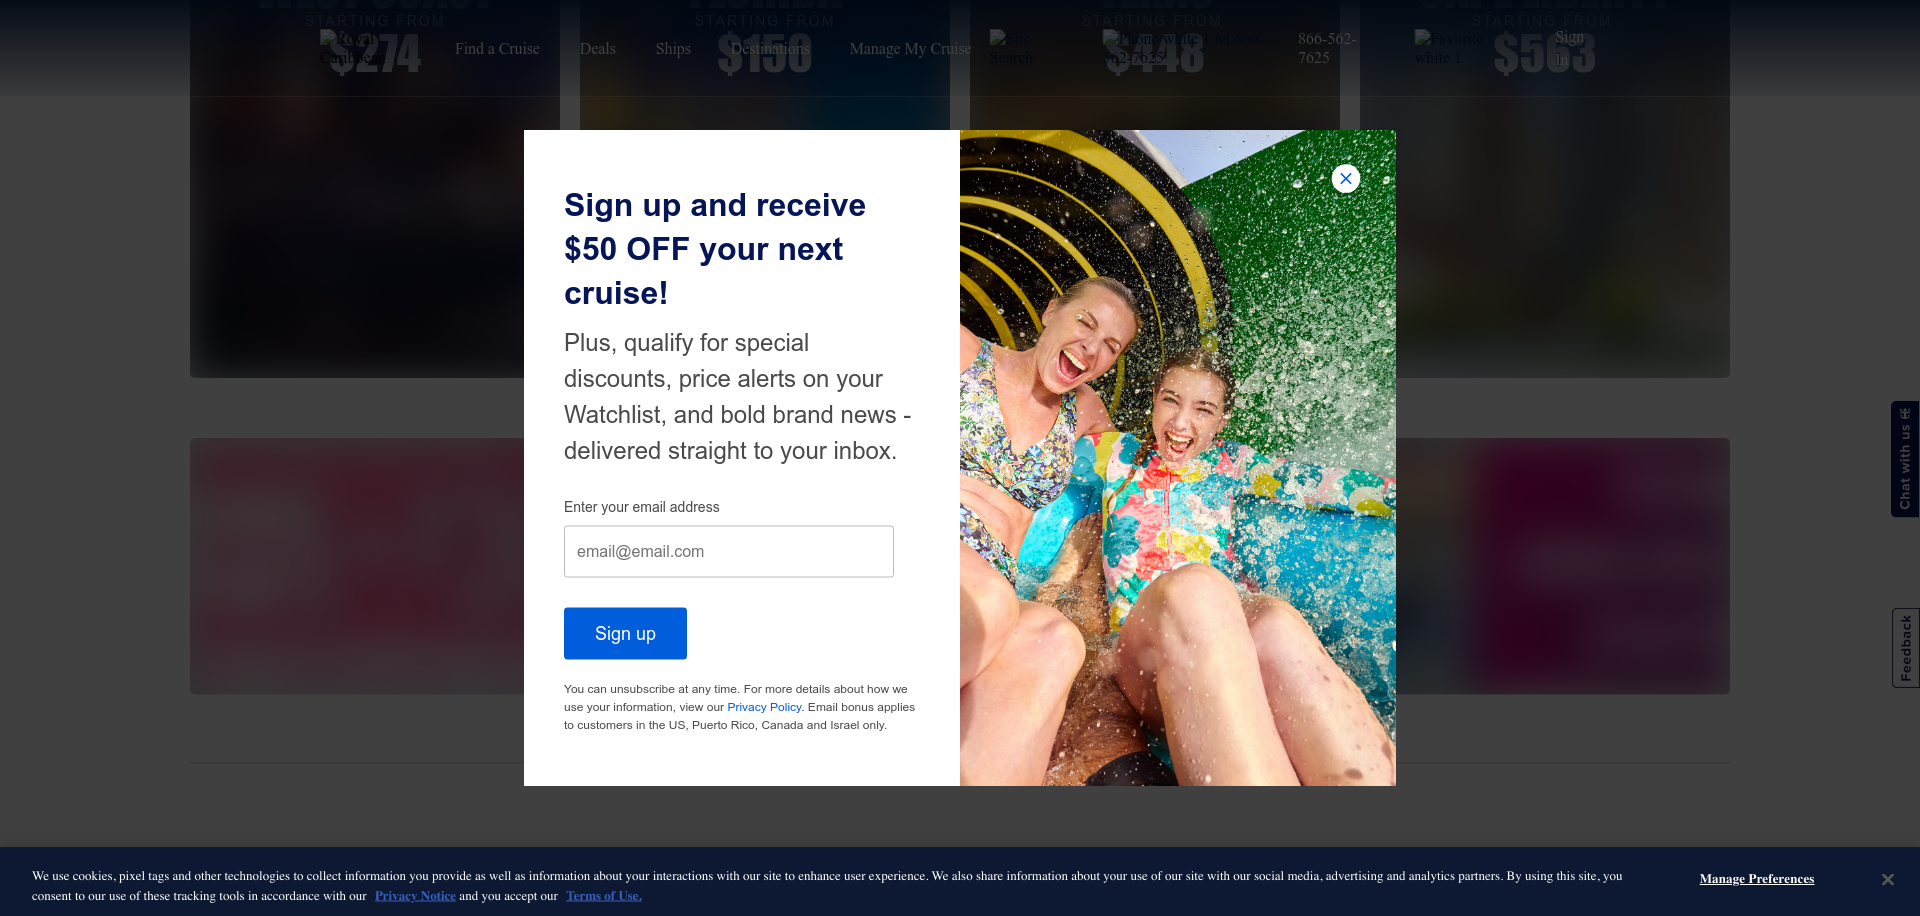 STARTING FROM
STARTING FROM
STARTING FROM
STARTING FROM
$274
$150
$448
$563
Find a Cruise
Deals
Ships
Destinations
Manage My Cruise
Site
Search
866-562-
7625
Favorite
white 1
Sign
In
Sign up and receive
$50 OFF your next
cruise!
Plus, qualify for special
discounts, price alerts on your
Watchlist, and bold brand news -
delivered straight to your inbox.
Enter your email address
email@email.com
Sign up
You can unsubscribe at any time. For more details about how we
use your information, view our Privacy Policy. Email bonus applies
to customers in the US, Puerto Rico, Canada and Israel only.
Chat with us
Feedback
We use cookies, pixel tags and other technologies to collect information you provide as well as information about your interactions with our site to enhance user experience. We also share information about your use of our site with our social media, advertising and analytics partners. By using this site, you
consent to our use of these tracking tools in accordance with our Privacy Notice and you accept our Terms of Use.
Manage Preferences